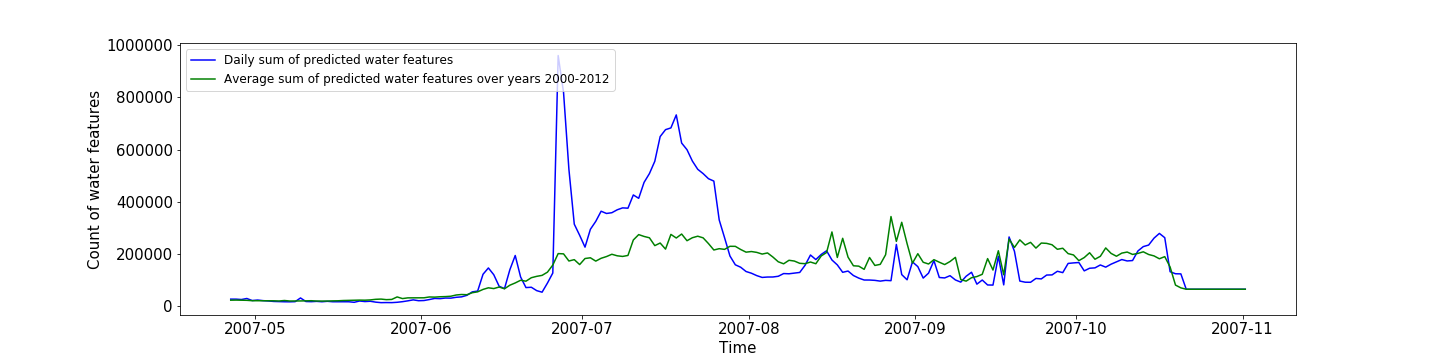 1000000
800000
600000
400000
200000
0
Count of water features
Daily sum of predicted water features
Average sum of predicted water features over years 2000-2012
2007-05 2007-06 2007-07 2007-08 2007-09 2007-10 2007-11
Time